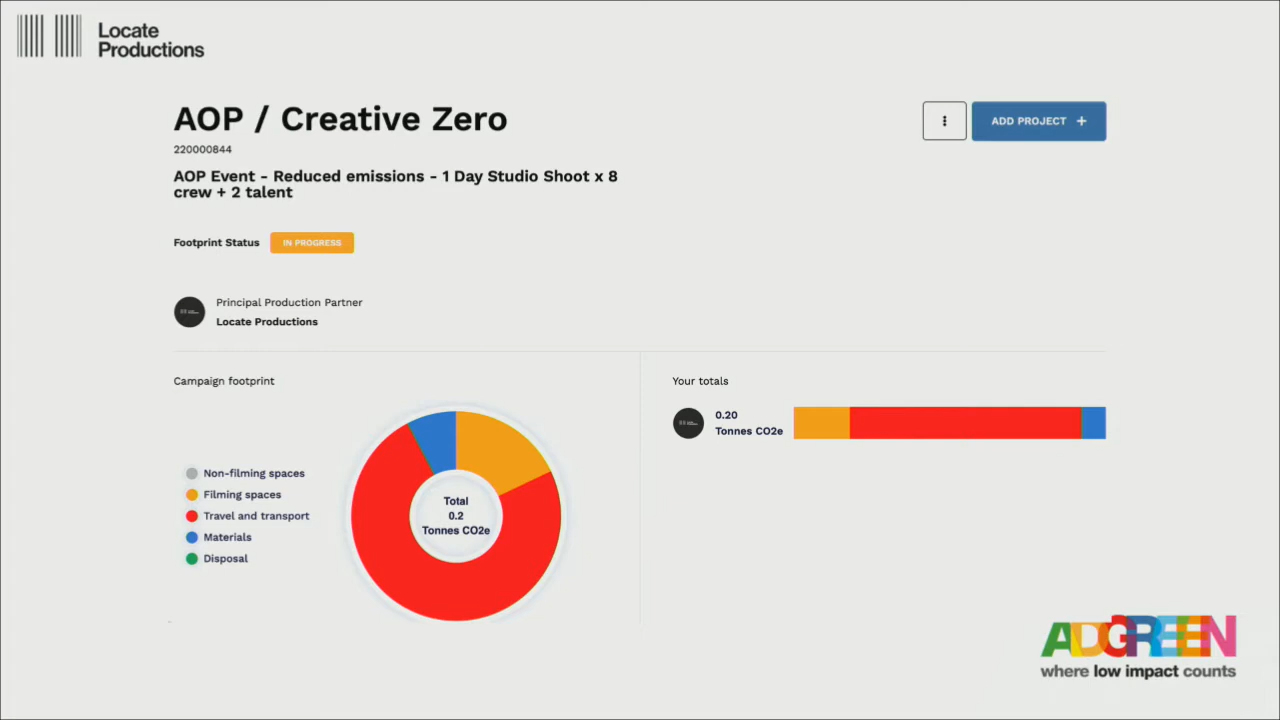 Locate
Productions
AOP / Creative Zero
220000844
AOP Event - Reduced emissions - 1 Day Studio Shoot x 8
crew + 2 talent
ADD PROJECT +
Footprint Status IN PROGRESS
Principal Production Partner
Locate Productions
Campaign footprint
Non-filming spaces
Filming spaces
Travel and transport
Materials
Disposal
Total
0.2
Tonnes CO2e
Your totals
0.20
Tonnes CO2e
ADGREEN
where low impact counts